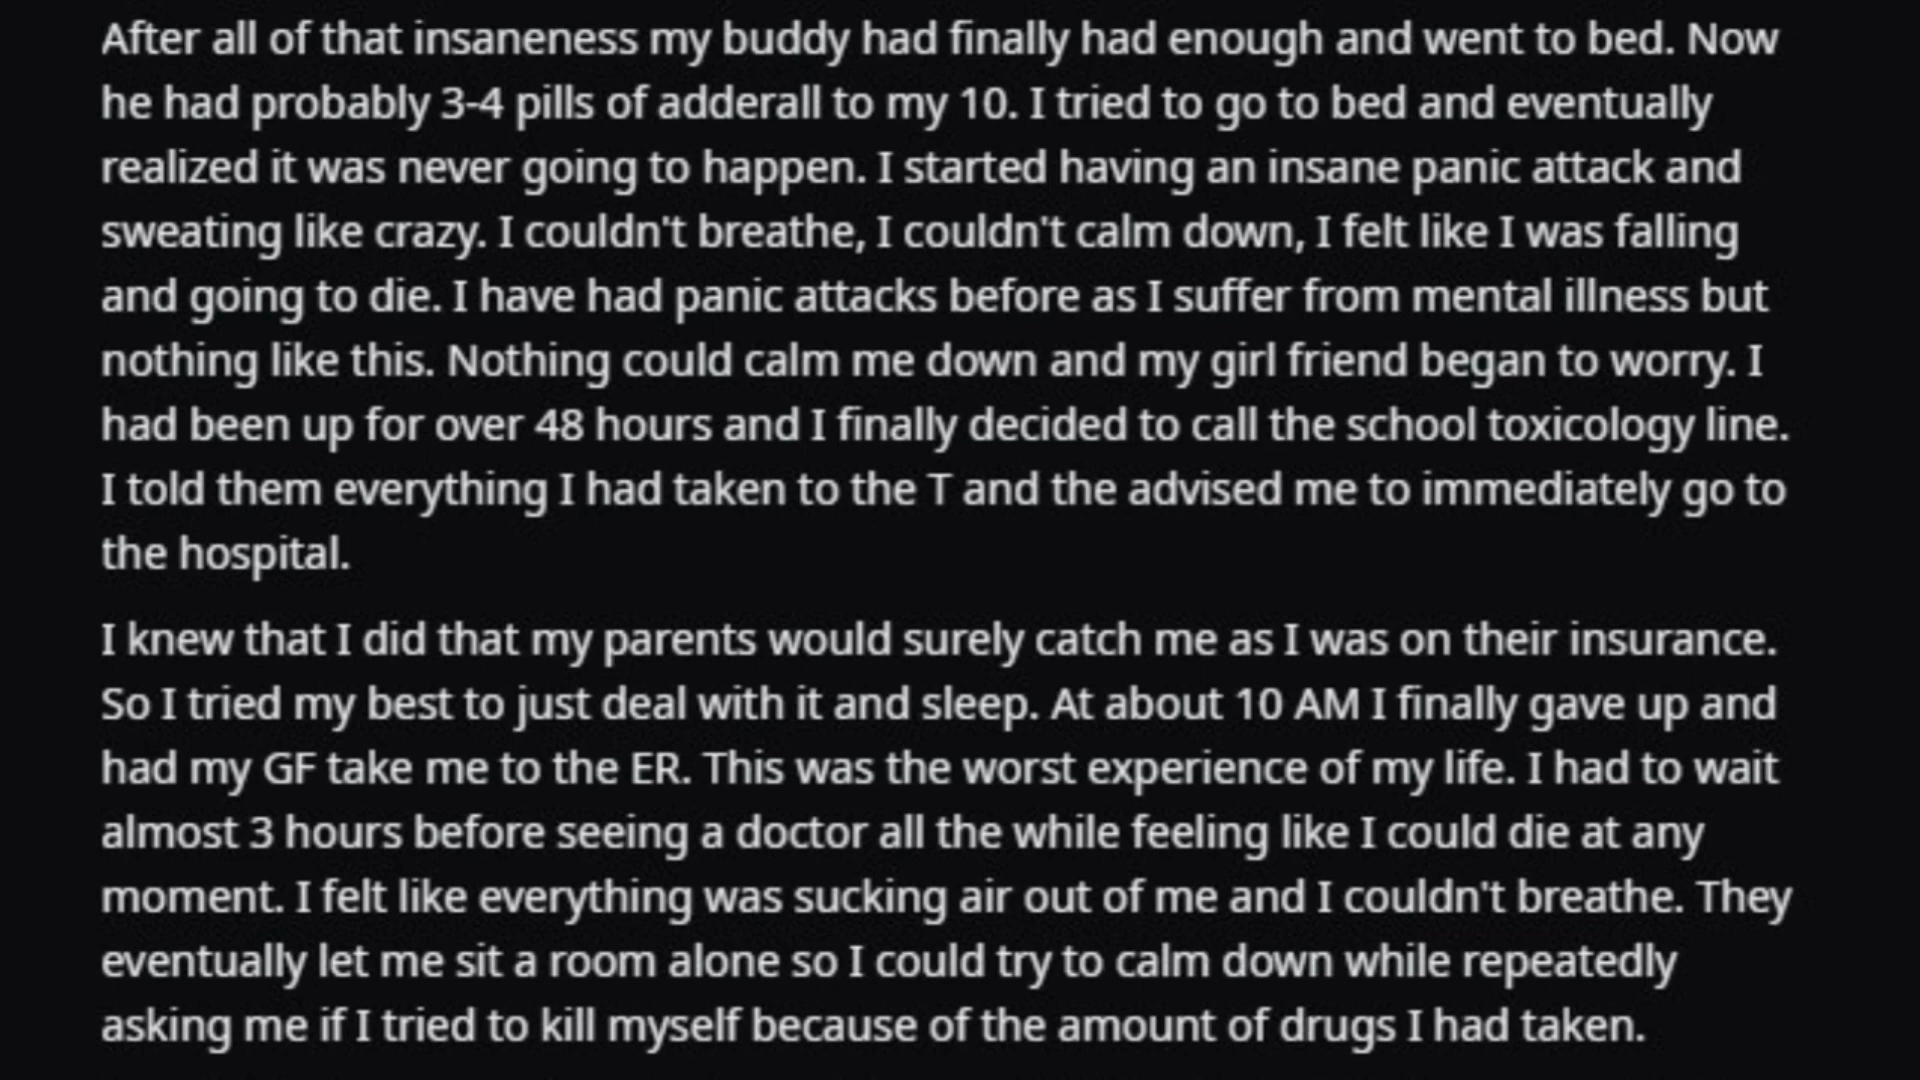 After all of that insaneness my buddy had finally had enough and went to bed. Now
he had probably 3-4 pills of adderall to my 10. I tried to go to bed and eventually
realized it was never going to happen. I started having an insane panic attack and
sweating like crazy. I couldn't breathe, I couldn't calm down, I felt like I was falling
and going to die. I have had panic attacks before as I suffer from mental illness but
nothing like this. Nothing could calm me down and my girl friend began to worry. I
had been up for over 48 hours and I finally decided to call the school toxicology line.
I told them everything I had taken to the T and the advised me to immediately go to
the hospital.
I knew that I did that my parents would surely catch me as I was on their insurance.
So I tried my best to just deal with it and sleep. At about 10 AM I finally gave up and
had my GF take me to the ER. This was the worst experience of my life. I had to wait
almost 3 hours before seeing a doctor all the while feeling like I could die at any
moment. I felt like everything was sucking air out of me and I couldn't breathe. They
eventually let me sit a room alone so I could try to calm down while repeatedly
asking me if I tried to kill myself because of the amount of drugs I had taken.